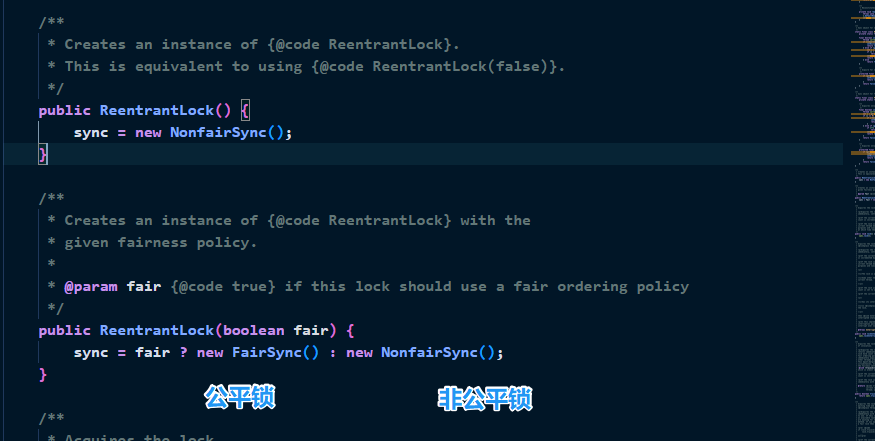 /**
* Creates an instance of {@code ReentrantLock}.
* This is equivalent to using {@code ReentrantLock(false)}.
*/
public ReentrantLock() {
sync = new NonfairSync();
}
/**
* Creates an instance of {@code ReentrantLock} with the
* given fairness policy.
*
* @param fair {@code true} if this lock should use a fair ordering policy
*/
public ReentrantLock(boolean fair) {
sync = fair ? new FairSync() : new NonfairSync();
}
公平锁 非公平锁
/**
* Acquires the lock